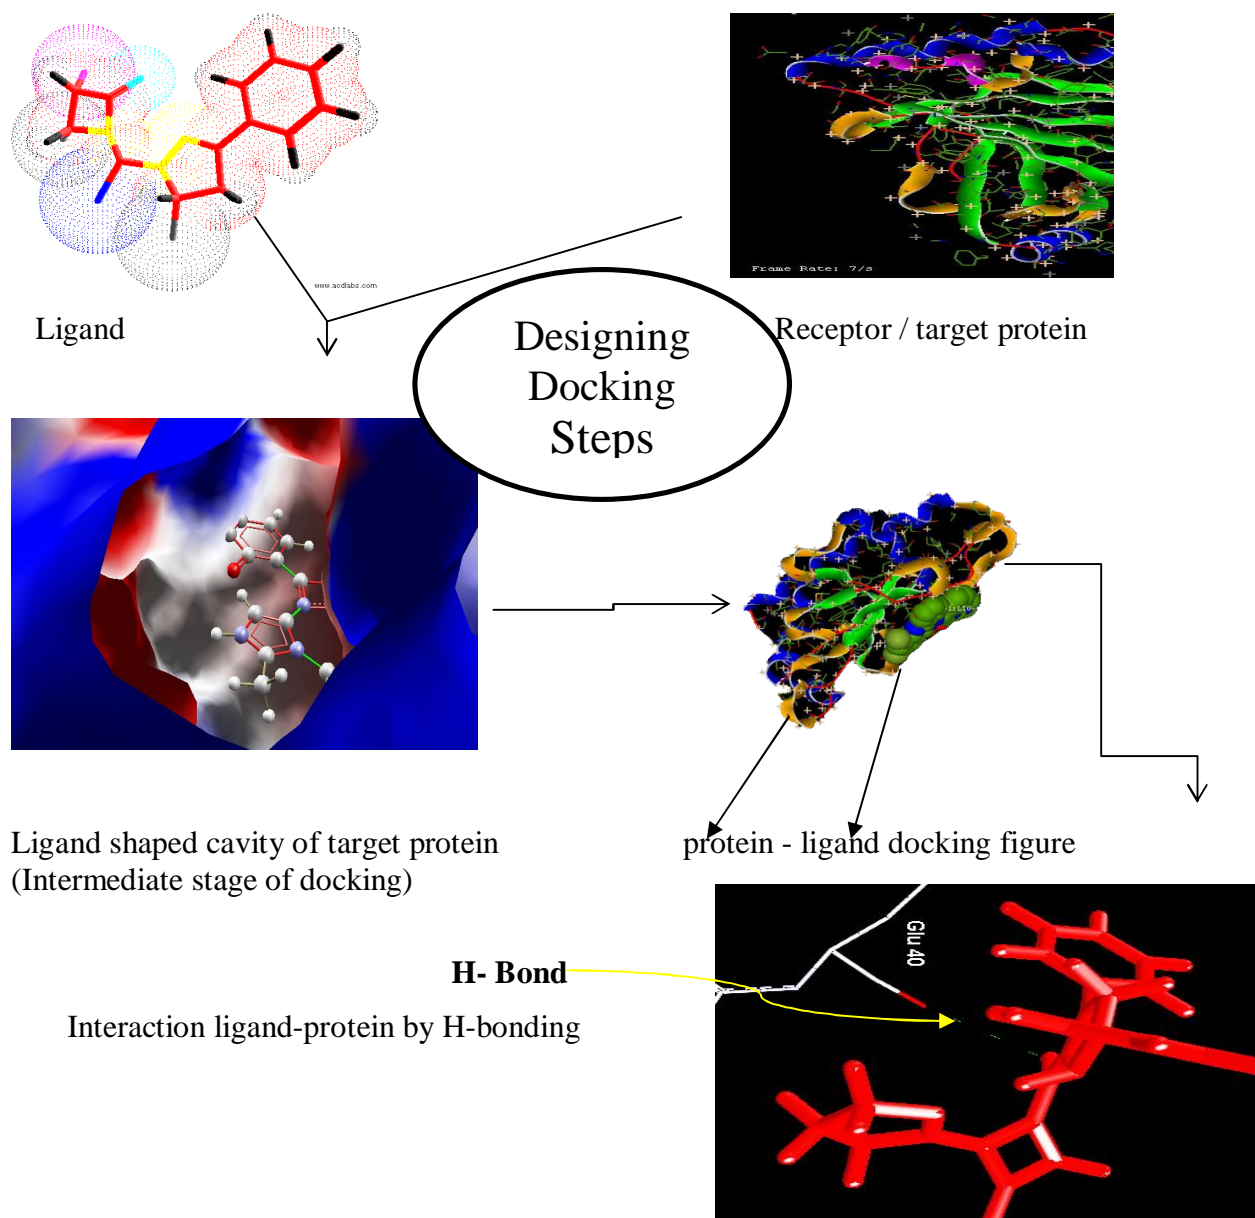 www.acdlabs.com
Frame Rate: 7/s
Ligand
Designing
Docking
Steps
Receptor / target protein
Ligand shaped cavity of target protein
(Intermediate stage of docking)
protein - ligand docking figure
Glu 40
H- Bond
Interaction ligand-protein by H-bonding